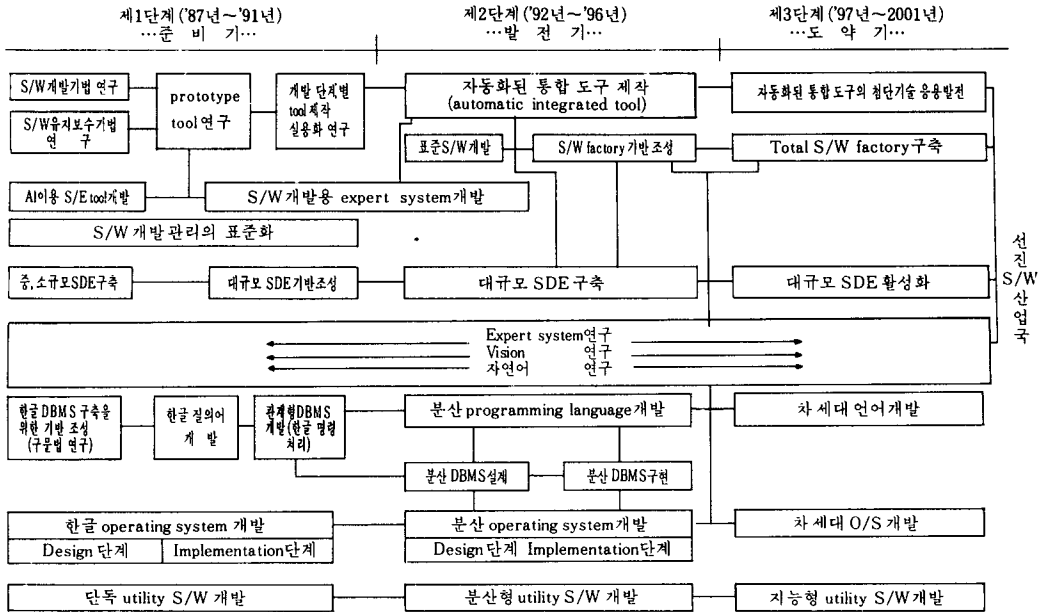 제1단계('87년~'91년)
…준 비 기…
제2단계('92년~'96년)
…발 전 기…
제3단계('97년~2001년)
…도 약 기…
S/W개발기법 연구
S/W유지보수기법
연 구
prototype
tool연구
개발 단계별
tool 제작
실용화 연구
자동화된 통합 도구 제작
(automatic integrated tool)
자동화된 통합 도구의 첨단기술 응용발전
표준S/W개발
S/W factory기반조성
Total S/W factory구축
AI이용 S/E tool개발
S/W개발용 expert system개발
S/W 개발관리의 표준화
중,소규모SDE구축
대규모 SDE기반조성
대규모 SDE구축
대규모 SDE 활성화
선진 S/W 산업국
Expert system연구
Vision 연구
자연어 연구
한글 DBMS 구축을
위한 기반 조성
(구문법 연구)
한글 질의어
개 발
관계형DBMS
개발(한글 명령
처리)
분산 programming language개발
차세대 언어개발
분산 DBMS설계
분산 DBMS구현
한글 operating system 개발
Design단계 Implementation단계
분산 operating system개발
Design단계 Implementation단계
차세대 O/S 개발
단독 utility S/W 개발
분산형 utility S/W 개발
지능형 utility S/W개발